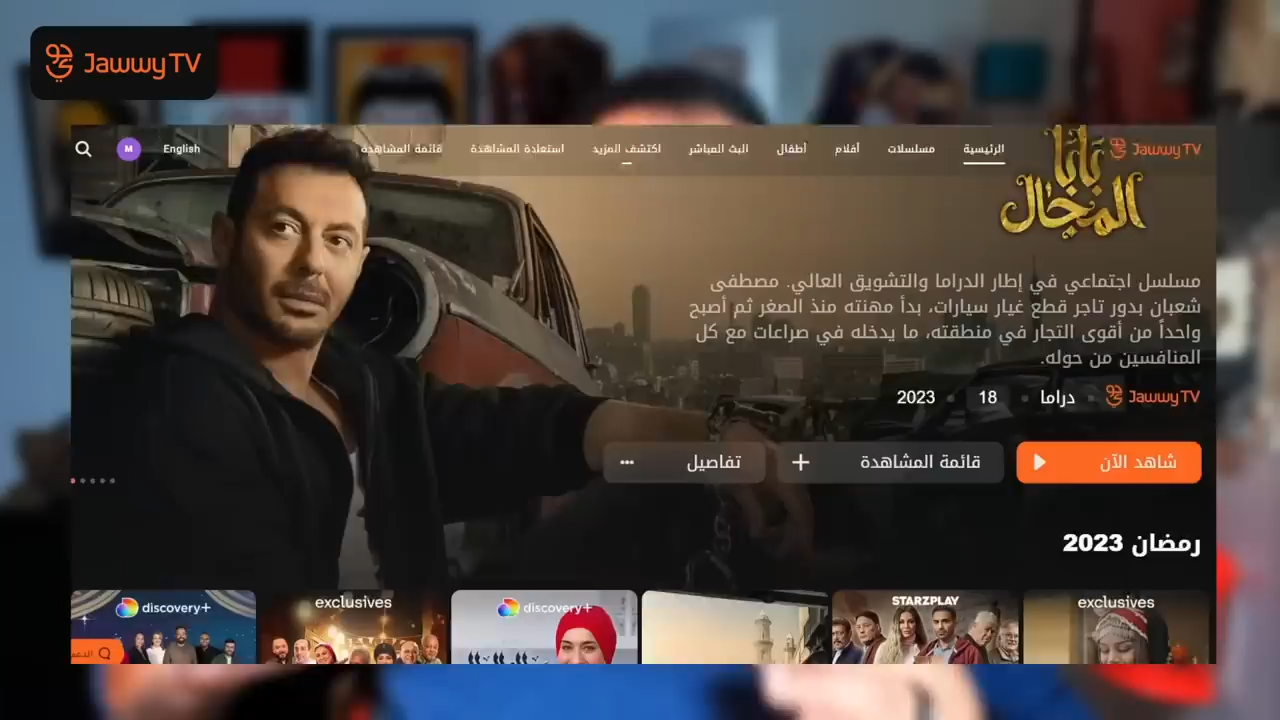 Jawwy TV
Jawwy TV
الرئيسية
مسلسلات
أفلام
أطفال
البث المباشر
اكتشف المزيد
استعادة المشاهدة
قائمة المشاهدة
English
M
بابا المجال
مسلسل اجتماعي في إطار الدراما والتشويق العالي. مصطفى
شعبان بدور تاجر قطع غيار سيارات، بدأ مهنته منذ الصغر ثم أصبح
واحداً من أقوى التجار في منطقته، ما يدخله في صراعات مع كل
المنافسين من حوله.
Jawwy TV • دراما • 18 • 2023
شاهد الآن
قائمة المشاهدة
تفاصيل
رمضان 2023
exclusives
STARZPLAY
discovery+
exclusives
discovery+